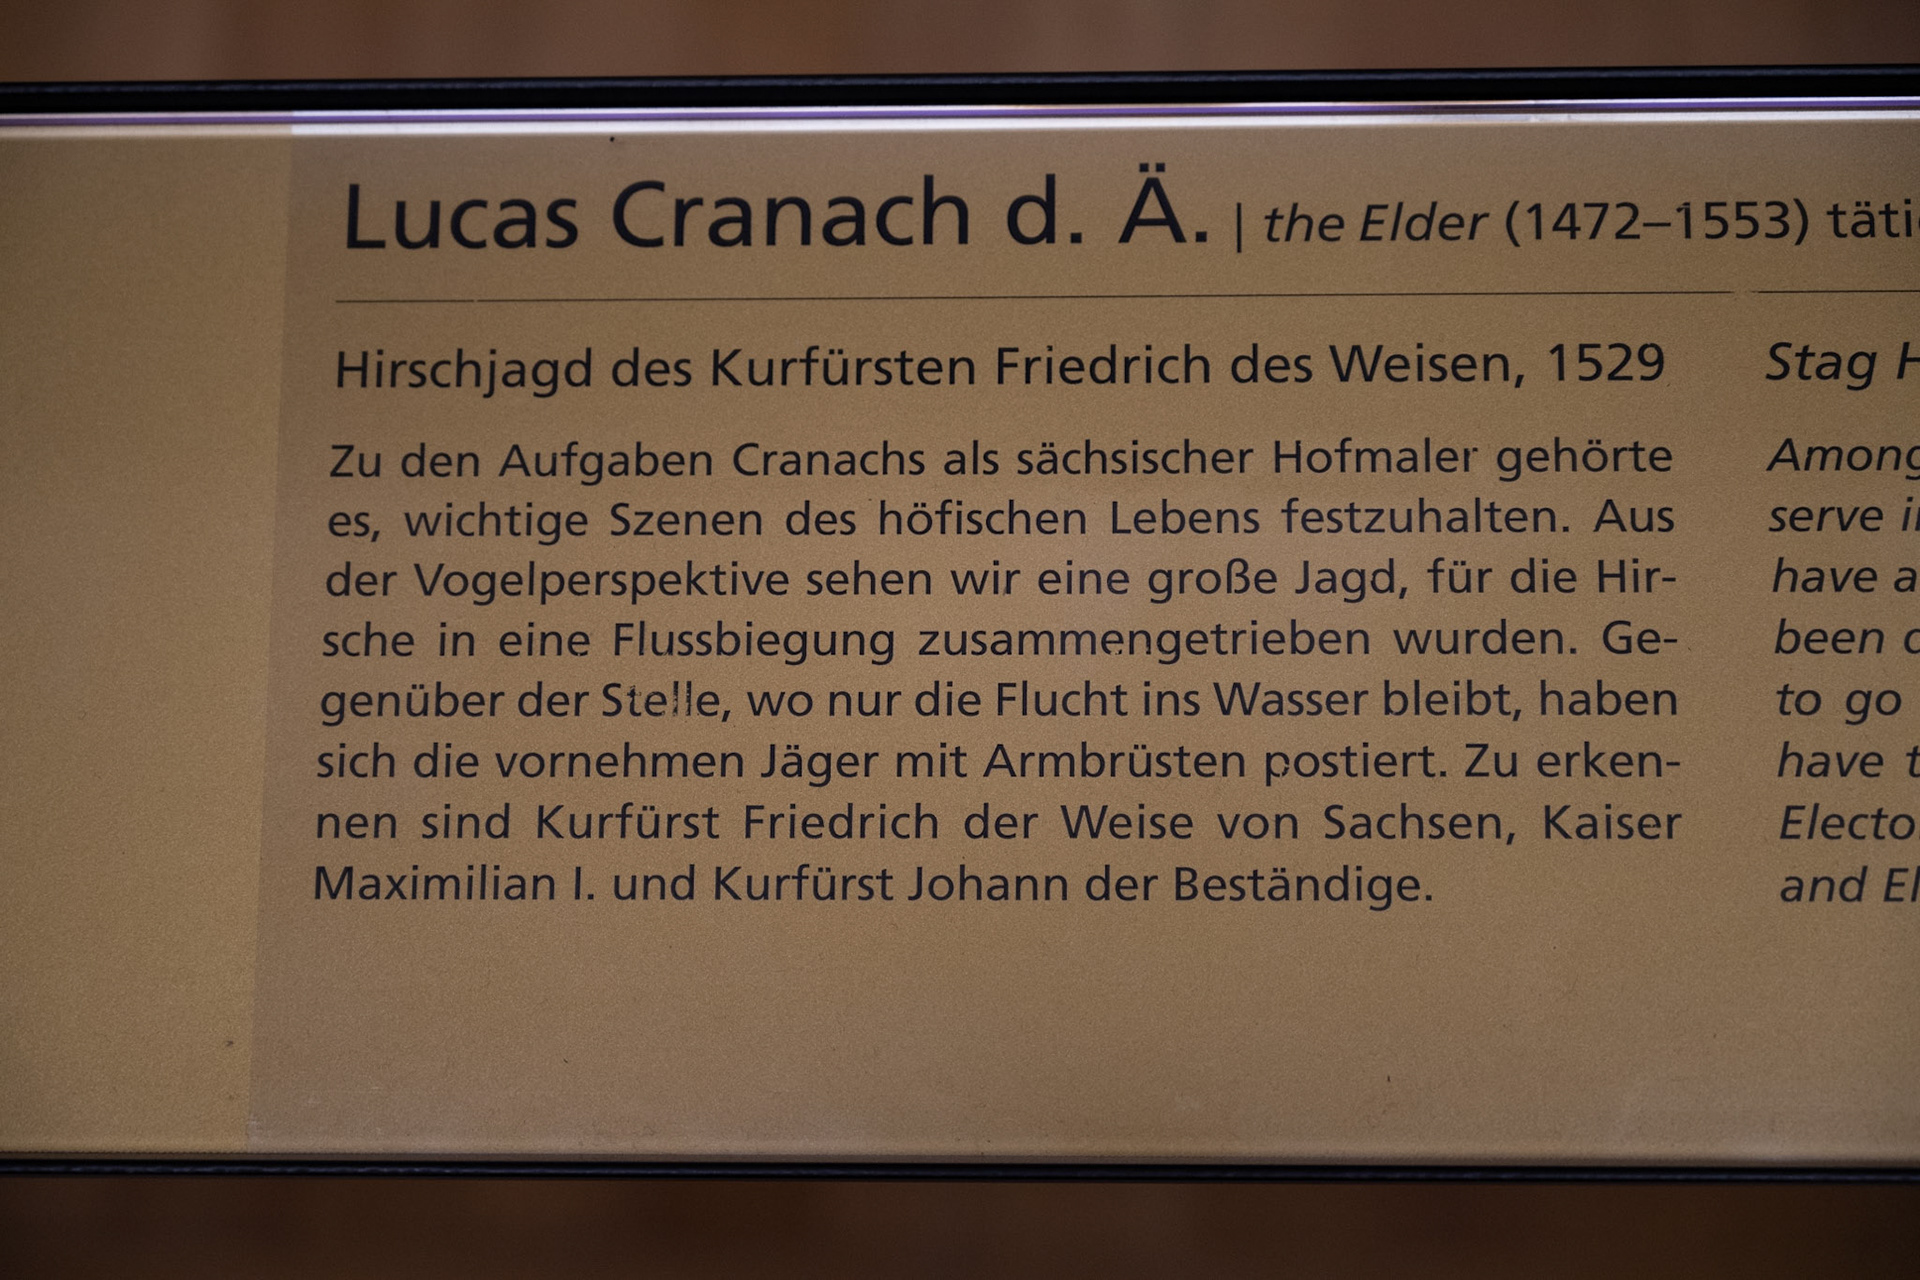 Lucas Cranach d. Ä. | the Elder (1472–1553)
Hirschjagd des Kurfürsten Friedrich des Weisen, 1529
Zu den Aufgaben Cranachs als sächsischer Hofmaler gehörte
es, wichtige Szenen des höfischen Lebens festzuhalten. Aus
der Vogelperspektive sehen wir eine große Jagd, für die Hir-
sche in eine Flussbiegung zusammengetrieben wurden. Ge-
genüber der Stelle, wo nur die Flucht ins Wasser bleibt, haben
sich die vornehmen Jäger mit Armbrüsten postiert. Zu erken-
nen sind Kurfürst Friedrich der Weise von Sachsen, Kaiser
Maximilian I. und Kurfürst Johann der Beständige.
Stag
Among
serve
have
been
to go
have
and